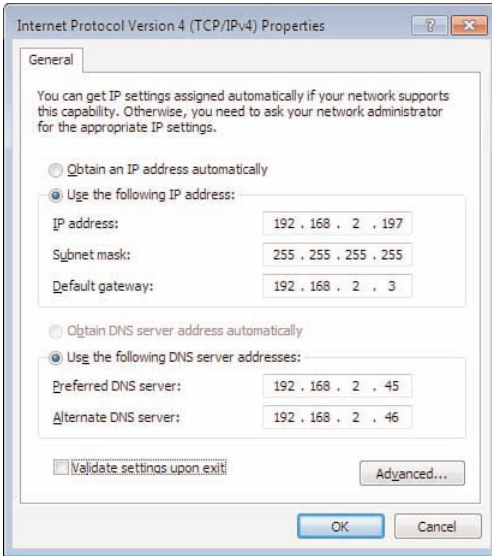 Internet Protocol Version 4 (TCP/IPv4) Properties
General
You can get IP settings assigned automatically if your network supports
this capability. Otherwise, you need to ask your network administrator
for the appropriate IP settings.
Obtain an IP address automatically
Use the following IP address:
IP address: 192 . 168 . 2 . 197
Subnet mask: 255 . 255 . 255 . 255
Default gateway: 192 . 168 . 2 . 3
Obtain DNS server address automatically
Use the following DNS server addresses:
Preferred DNS server: 192 . 168 . 2 . 45
Alternate DNS server: 192 . 168 . 2 . 46
Validate settings upon exit
Advanced...
OK Cancel